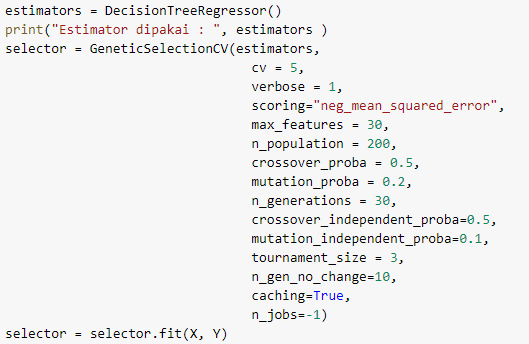 estimators = DecisionTreeRegressor()
print("Estimator dipakai : ", estimators )
selector = GeneticSelectionCV(estimators,
                              cv = 5,
                              verbose = 1,
                              scoring="neg_mean_squared_error",
                              max_features = 30,
                              n_population = 200,
                              crossover_proba = 0.5,
                              mutation_proba = 0.2,
                              n_generations = 30,
                              crossover_independent_proba=0.5,
                              mutation_independent_proba=0.1,
                              tournament_size = 3,
                              n_gen_no_change=10,
                              caching=True,
                              n_jobs=-1)
selector = selector.fit(X, Y)